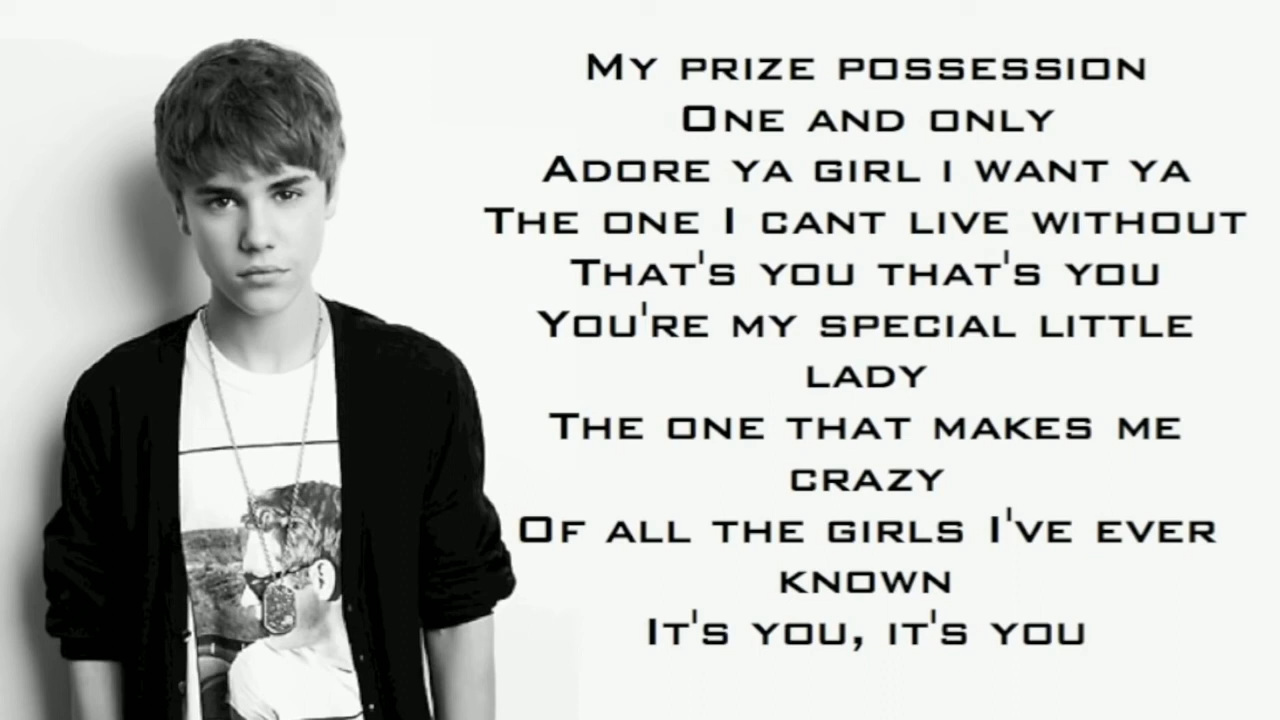 MY PRIZE POSSESSION
ONE AND ONLY
ADORE YA GIRL I WANT YA
THE ONE I CANT LIVE WITHOUT
THAT'S YOU THAT'S YOU
YOU'RE MY SPECIAL LITTLE
LADY
THE ONE THAT MAKES ME
CRAZY
OF ALL THE GIRLS I'VE EVER
KNOWN
IT'S YOU, IT'S YOU